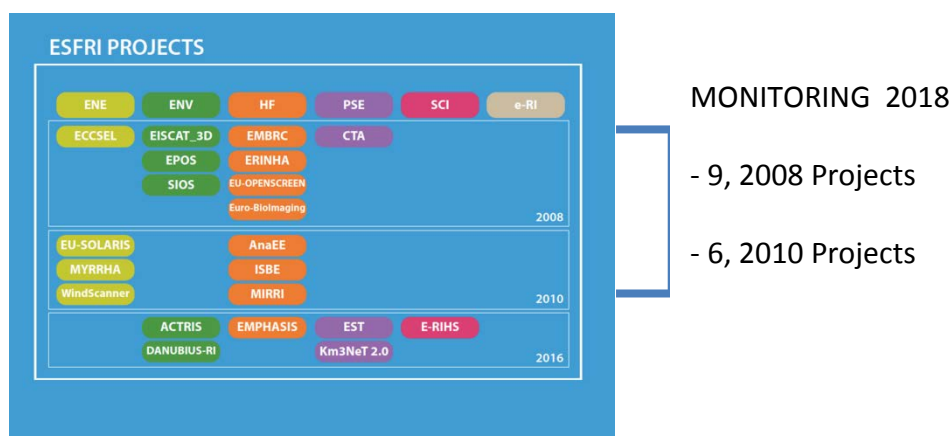 ESFRI PROJECTS
ENE ENV HF PSE SCI e-RI
ECCSEL EISCAT_3D EMBRC CTA
EPOS ERINHA
SIOS EU-OPENSCREEN
Euro-BioImaging
2008
EU-SOLARIS AnaEE
MYRRHA ISBE
WindScanner MIRRI
2010
ACTRIS EMPHASIS EST E-RIHS
DANUBIUS-RI Km3NeT 2.0
2016
MONITORING 2018
- 9, 2008 Projects
- 6, 2010 Projects